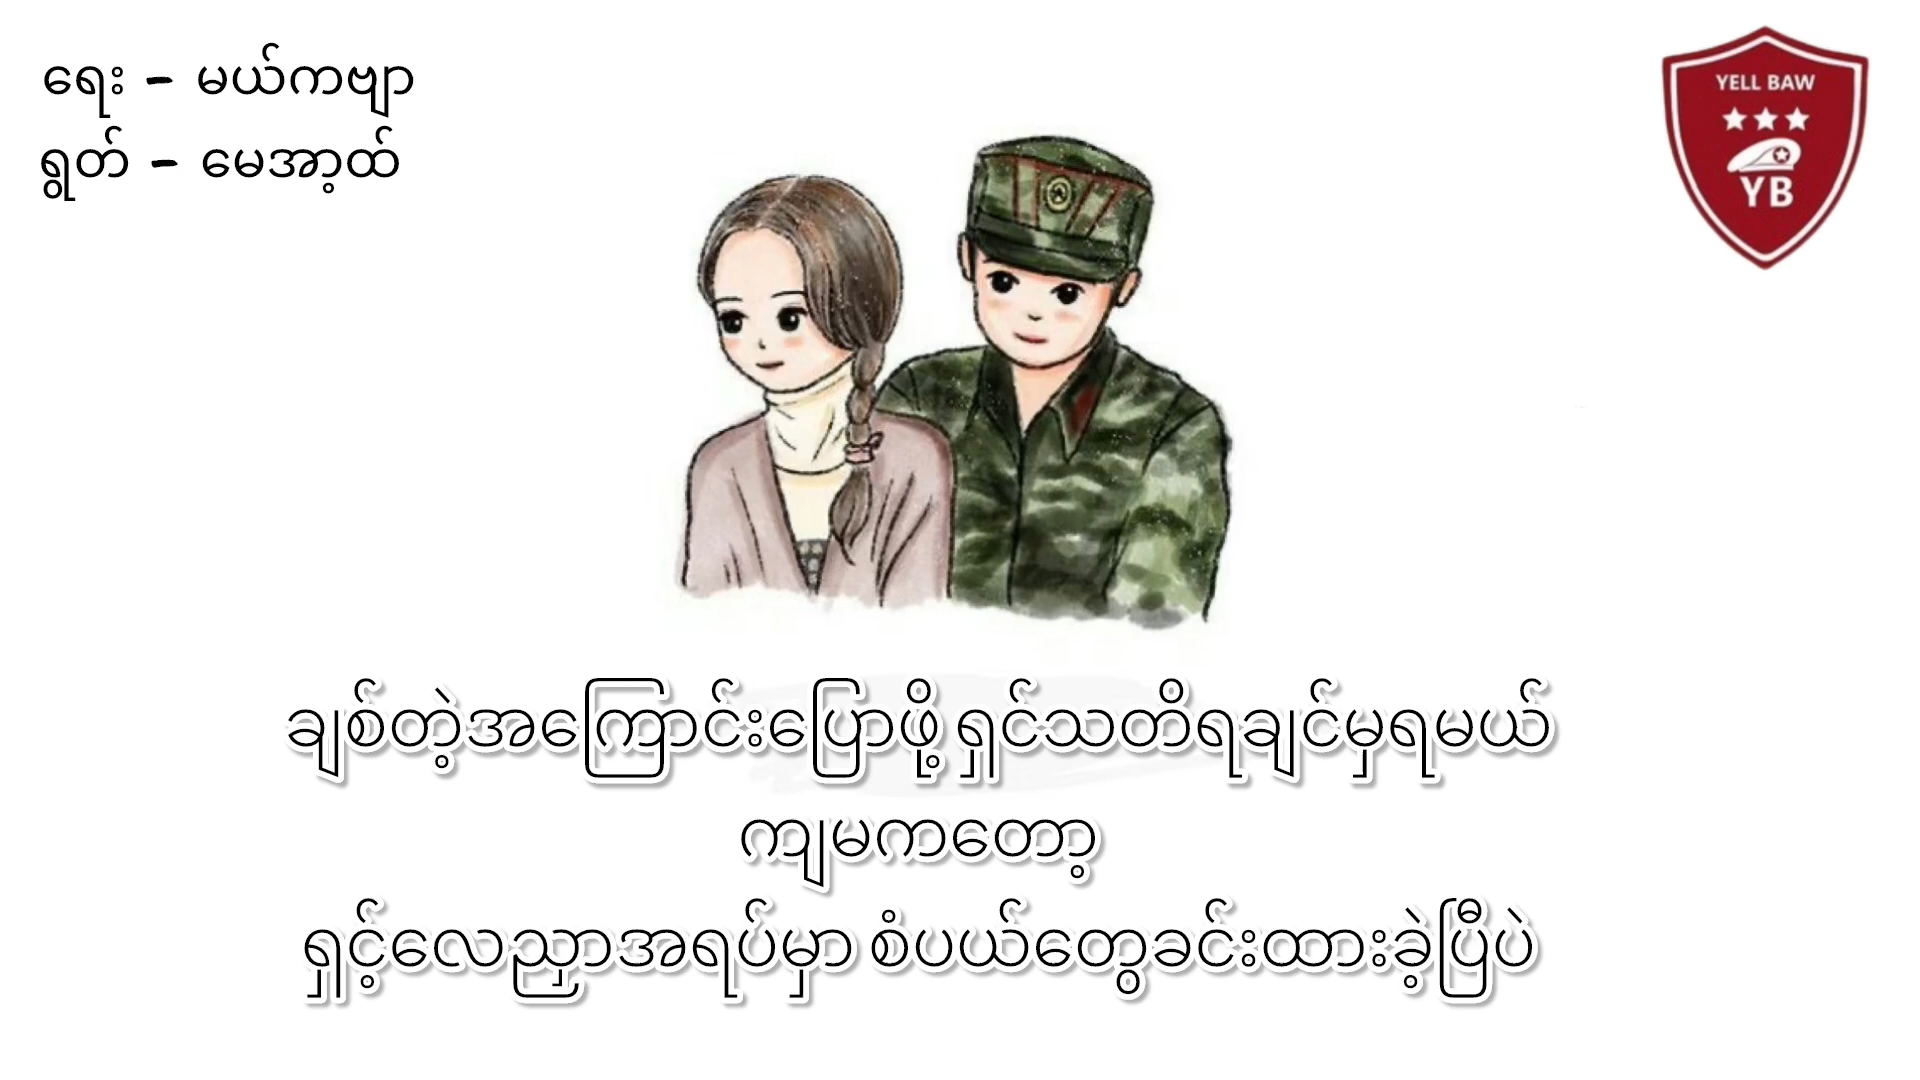 ရေး - မယ်ကဗျာ
ရွတ် - မေအာ့ထ်
YELL BAW
YB
ချစ်တဲ့အကြောင်းပြောဖို့ ရှင်သတိရချင်မှရမယ်
ကျမကတော့
ရှင့်လေညှာအရပ်မှာ စံပယ်တွေခင်းထားခဲ့ပြီပဲ